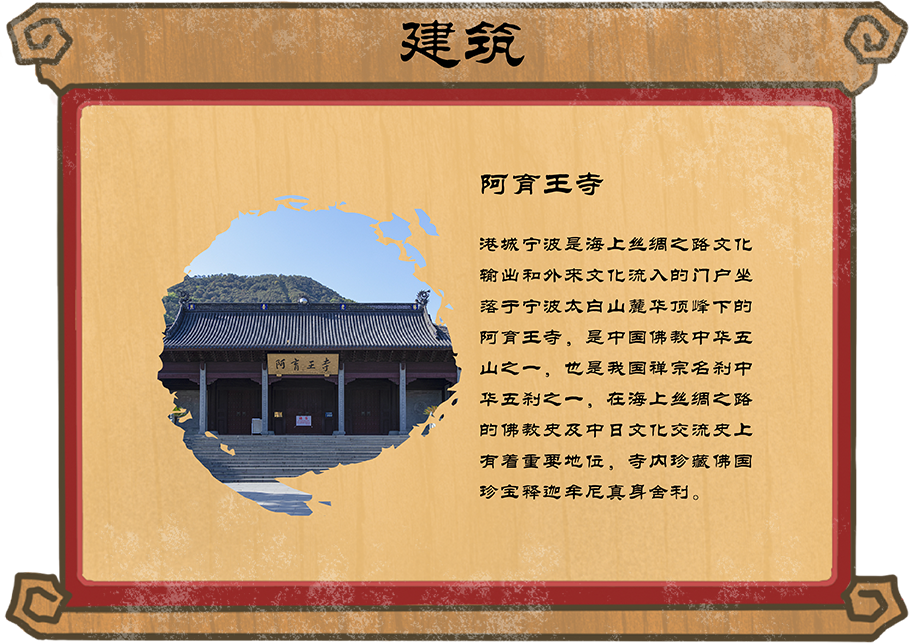 建筑
阿育王寺
港城宁波是海上丝绸之路文化
输出和外来文化流入的门户坐
落于宁波太白山麓华顶峰下的
阿育王寺，是中国佛教中华五
山之一，也是我国禅宗名刹中
华五刹之一，在海上丝绸之路
的佛教史及中日文化交流史上
有着重要地位，寺内珍藏佛国
珍宝释迦牟尼真身舍利。
阿育王寺